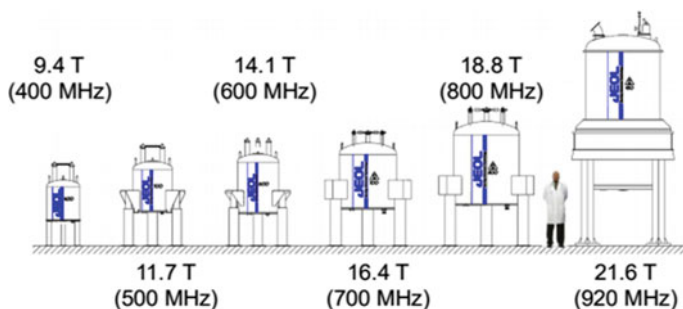 9.4 T
(400 MHz)
14.1 T
(600 MHz)
18.8 T
(800 MHz)
JEOL
JEOL
JEOL
JEOL
JEOL
JEOL
11.7 T
(500 MHz)
16.4 T
(700 MHz)
21.6 T
(920 MHz)